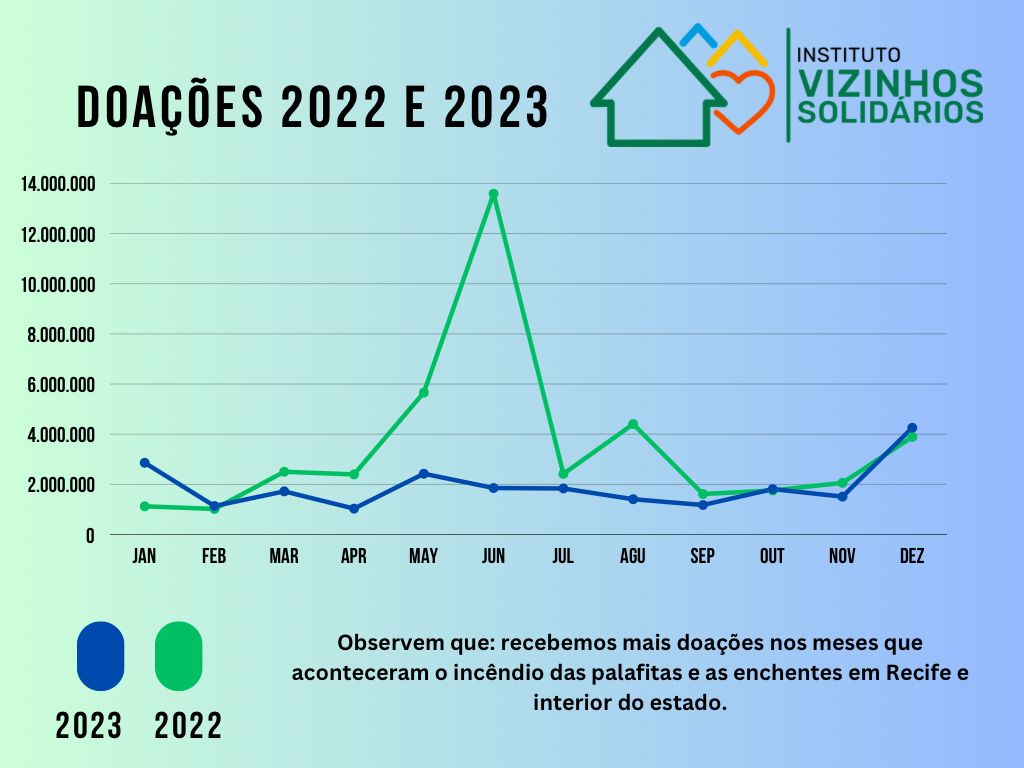 DOAÇÕES 2022 E 2023
INSTITUTO
VIZINHOS
SOLIDÁRIOS
14.000.000
12.000.000
10.000.000
8.000.000
6.000.000
4.000.000
2.000.000
0
JAN FEB MAR APR MAY JUN JUL AGU SEP OUT NOV DEZ
2023 2022
Observem que: recebemos mais doações nos meses que
aconteceram o incêndio das palafitas e as enchentes em Recife e
interior do estado.